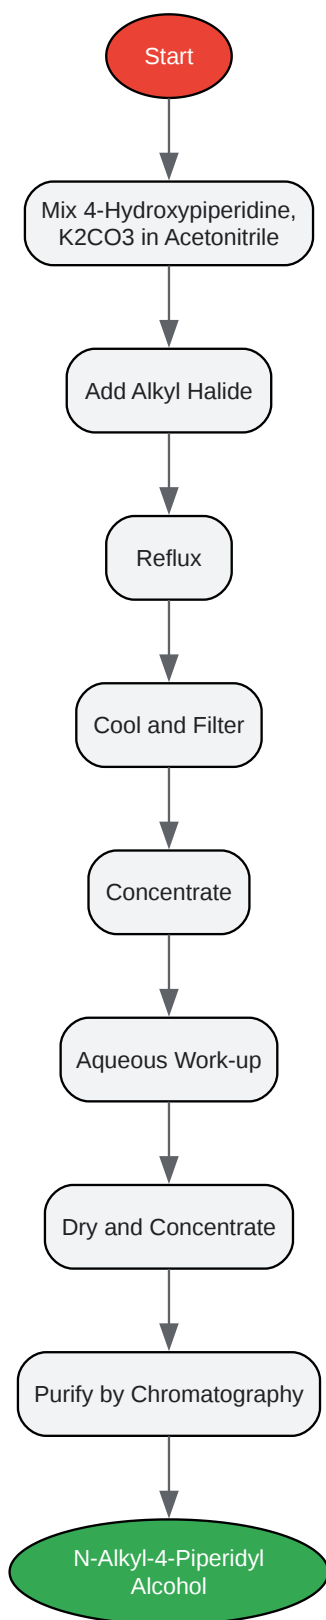 Start
Mix 4-Hydroxypiperidine,
K2CO3 in Acetonitrile
Add Alkyl Halide
Reflux
Cool and Filter
Concentrate
Aqueous Work-up
Dry and Concentrate
Purify by Chromatography
N-Alkyl-4-Piperidyl
Alcohol